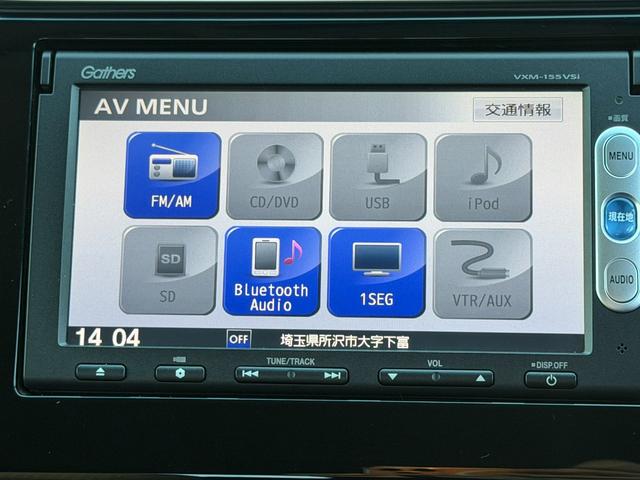 Gathers
VXM-155VSi
AV MENU
交通情報
画質
MENU
FM/AM
CD/DVD
USB
iPod
現在地
SD
SD
Bluetooth Audio
1SEG
VTR/AUX
AUDIO
14 04
OFF
埼玉県所沢市大字下富
TUNE/TRACK
VOL
DISP.OFF